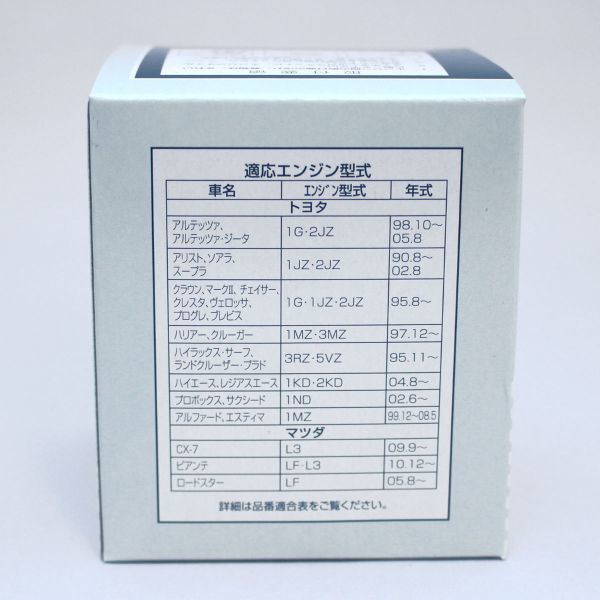 適応エンジン型式
車名 エンジン型式 年式
トヨタ
アルテッツァ、
アルテッツァ・ジータ 1G・2JZ 98.10～
05.8
アリスト、ソアラ、
スープラ 1JZ・2JZ 90.8～
02.8
クラウン、マークⅡ、チェイサー、
クレスタ、ヴェロッサ、
プログレ、ブレビス 1G・1JZ・2JZ 95.8～
ハリアー、クルーガー 1MZ・3MZ 97.12～
ハイラックス・サーフ、
ランドクルーザー・プラド 3RZ・5VZ 95.11～
ハイエース、レジアスエース 1KD・2KD 04.8～
プロボックス、サクシード 1ND 02.6～
アルファード、エスティマ 1MZ 99.12～08.5
マツダ
CX-7 L3 09.9～
ビアンテ LF・L3 10.12～
ロードスター LF 05.8～
詳細は品番適合表をご覧ください。